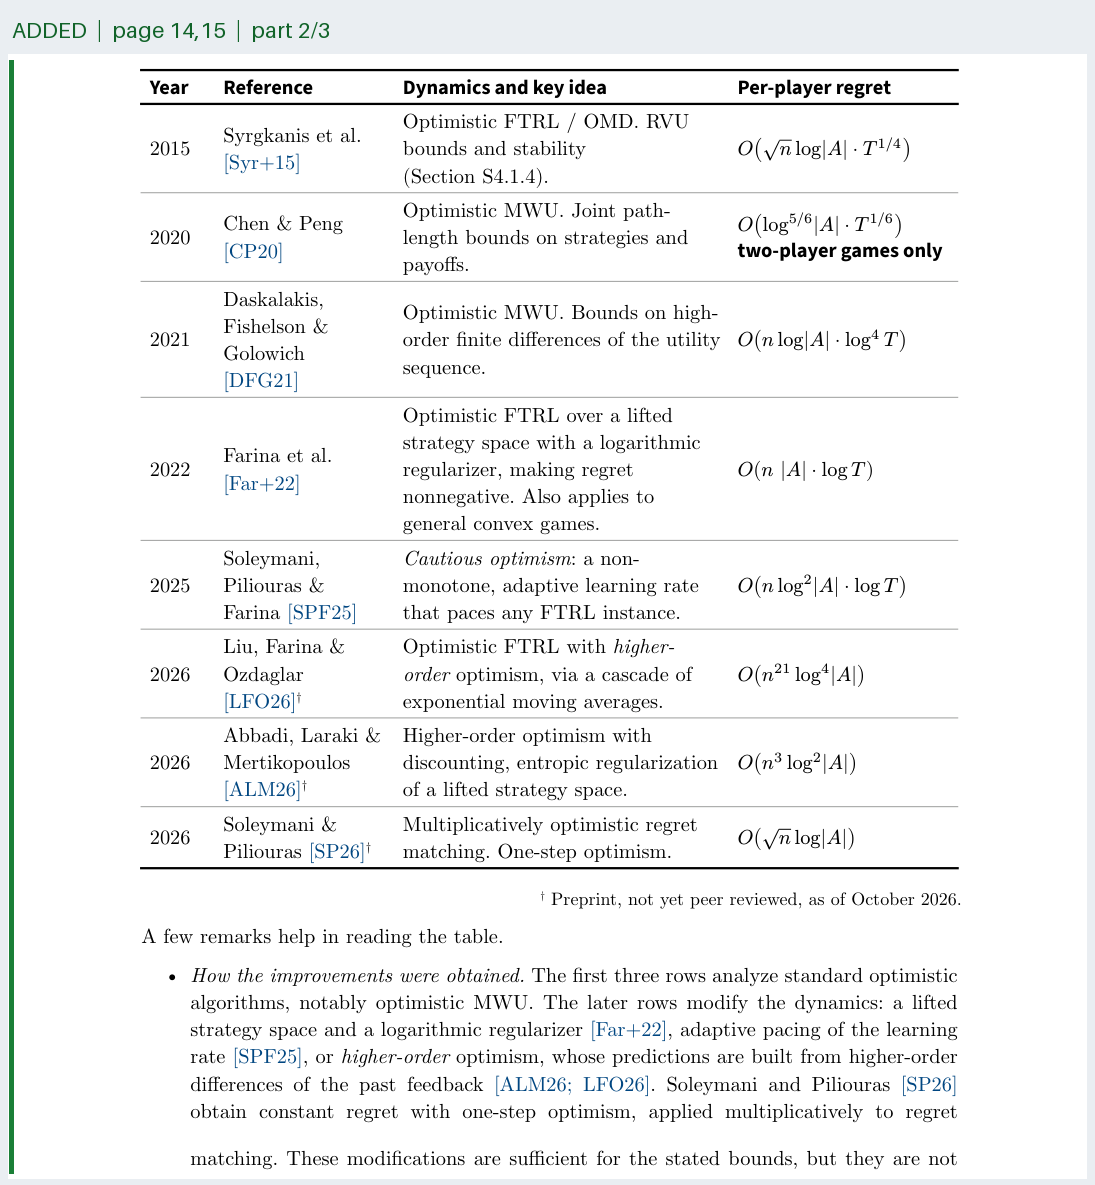 ADDED | page 14,15 | part 2/3
Year Reference Dynamics and key idea Per-player regret
2015 Syrgkanis et al. [Syr+15] Optimistic FTRL / OMD. RVU bounds and stability (Section S4.1.4). O(√n log|A| · T^{1/4})
2020 Chen & Peng [CP20] Optimistic MWU. Joint path-length bounds on strategies and payoffs. O(log^{5/6}|A| · T^{1/6}) two-player games only
2021 Daskalakis, Fishelson & Golowich [DFG21] Optimistic MWU. Bounds on high-order finite differences of the utility sequence. O(n log|A| · log⁴ T)
2022 Farina et al. [Far+22] Optimistic FTRL over a lifted strategy space with a logarithmic regularizer, making regret nonnegative. Also applies to general convex games. O(n |A| · log T)
2025 Soleymani, Piliouras & Farina [SPF25] Cautious optimism: a non-monotone, adaptive learning rate that paces any FTRL instance. O(n log²|A| · log T)
2026 Liu, Farina & Ozdaglar [LFO26]† Optimistic FTRL with higher-order optimism, via a cascade of exponential moving averages. O(n²¹ log⁴|A|)
2026 Abbadi, Laraki & Mertikopoulos [ALM26]† Higher-order optimism with discounting, entropic regularization of a lifted strategy space. O(n³ log²|A|)
2026 Soleymani & Piliouras [SP26]† Multiplicatively optimistic regret matching. One-step optimism. O(√n log|A|)
† Preprint, not yet peer reviewed, as of October 2026.
A few remarks help in reading the table.
• How the improvements were obtained. The first three rows analyze standard optimistic
algorithms, notably optimistic MWU. The later rows modify the dynamics: a lifted
strategy space and a logarithmic regularizer [Far+22], adaptive pacing of the learning
rate [SPF25], or higher-order optimism, whose predictions are built from higher-order
differences of the past feedback [ALM26; LFO26]. Soleymani and Piliouras [SP26]
obtain constant regret with one-step optimism, applied multiplicatively to regret
matching. These modifications are sufficient for the stated bounds, but they are not